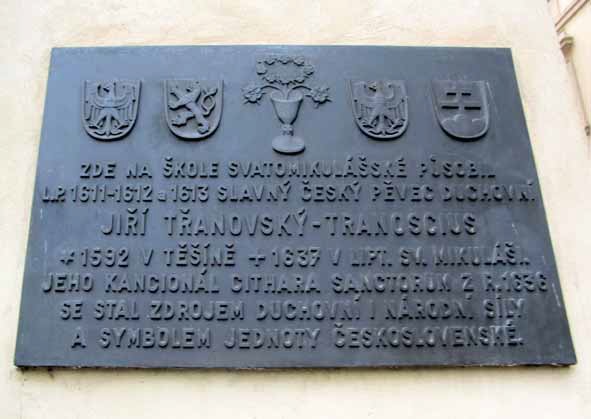 ZDE NA ŠKOLE SVATOMIKULÁŠSKÉ PŮSOBIL
L.P. 1611-1612 a 1613 SLAVNÝ ČESKÝ PĚVEC DUCHOVNÍ
JIŘÍ TŘANOVSKÝ-TRANOSCIUS
* 1592 V TĚŠÍNĚ + 1637 V LIPT. SV. MIKULÁŠI.
JEHO KANCIONÁL CITHARA SANCTORUM Z R. 1636
SE STAL ZDROJEM DUCHOVNÍ I NÁRODNÍ SÍLY
A SYMBOLEM JEDNOTY ČESKOSLOVENSKÉ.